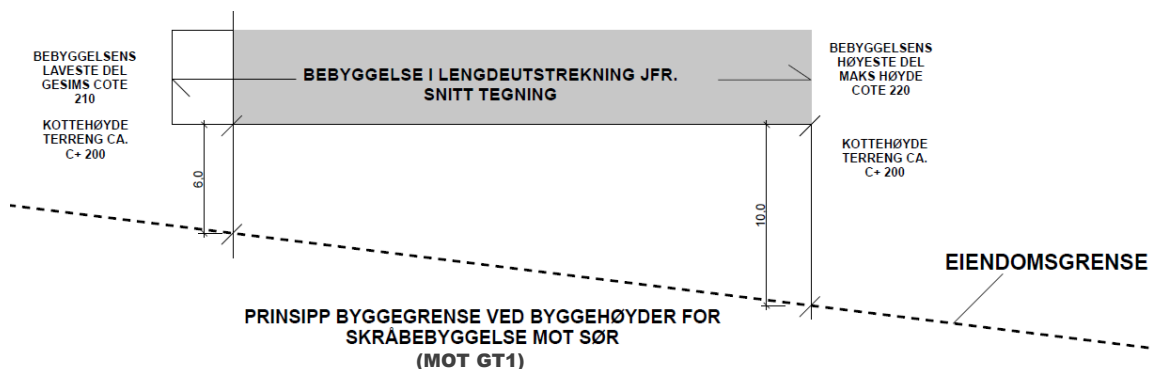 BEBYGGELSENS
LAVESTE DEL
GESIMS COTE
210
KOTTEHØYDE
TERRENG CA.
C+ 200
BEBYGGELSE I LENGDEUTSTREKNING JFR.
SNITT TEGNING
BEBYGGELSENS
HØYESTE DEL
MAKS HØYDE
COTE 220
KOTTEHØYDE
TERRENG CA.
C+ 200
6.0
10.0
EIENDOMSGRENSE
PRINSIPP BYGGEGRENSE VED BYGGEHØYDER FOR
SKRÅBEBYGGELSE MOT SØR
(MOT GT1)